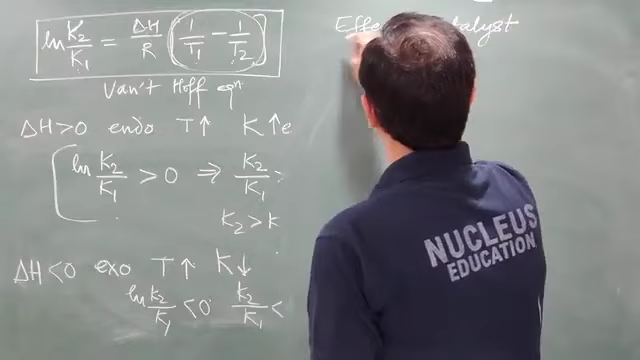 ln K₂/K₁ = ΔH/R [1/T₁ − 1/T₂]
Van't Hoff eqn
ΔH>0 endo T↑ K↑e
ln K₂/K₁ > 0 ⇒ K₂/K₁ >
K₂>K
ΔH<0 exo T↑ K↓
ln K₂/K₁ <0 K₂/K₁ <
NUCLEUS
EDUCATION